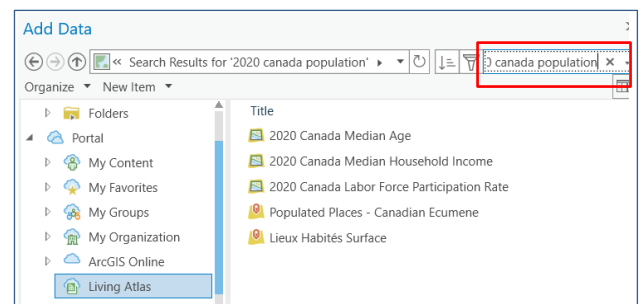 Add Data
« Search Results for '2020 canada population'
canada population
Organize New Item
Folders
Portal
My Content
My Favorites
My Groups
My Organization
ArcGIS Online
Living Atlas
Title
2020 Canada Median Age
2020 Canada Median Household Income
2020 Canada Labor Force Participation Rate
Populated Places - Canadian Ecumene
Lieux Habités Surface